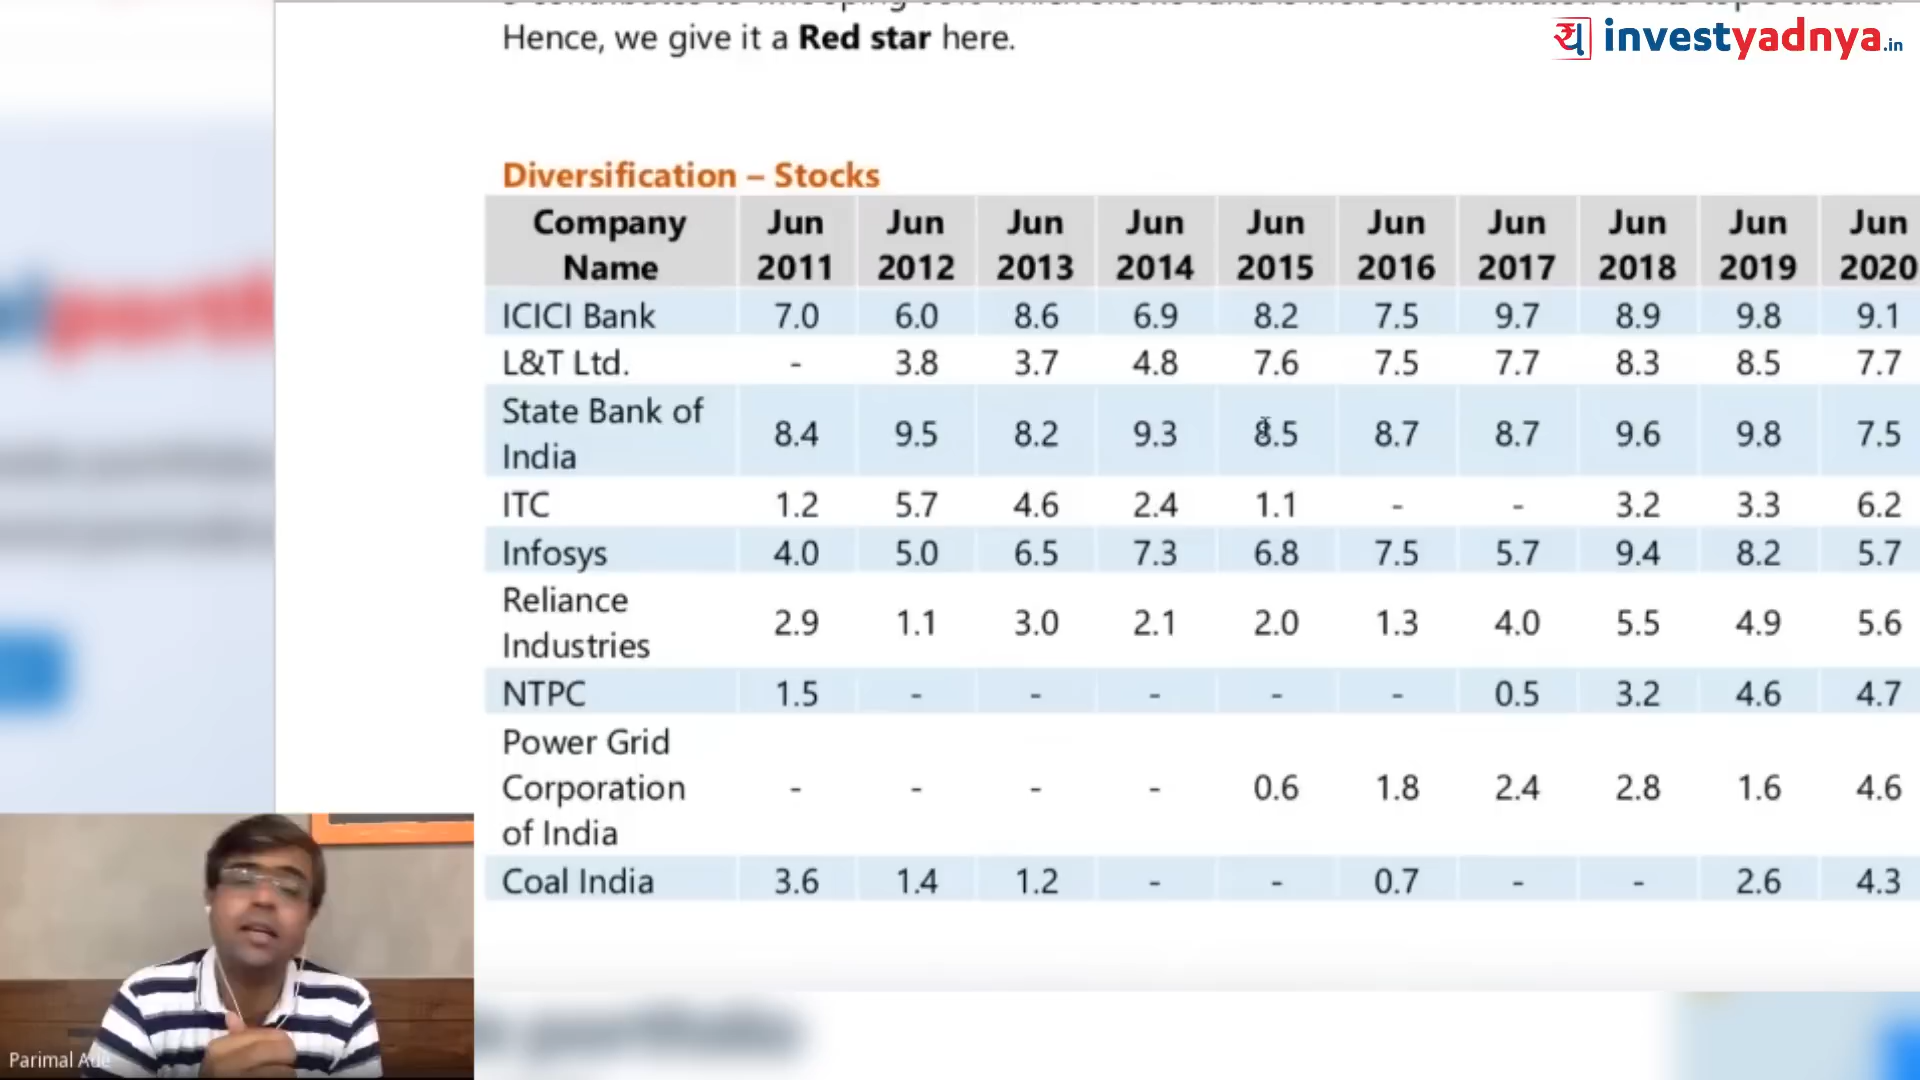 Hence, we give it a Red star here.
investyadnya.in
Diversification – Stocks
Company Name Jun 2011 Jun 2012 Jun 2013 Jun 2014 Jun 2015 Jun 2016 Jun 2017 Jun 2018 Jun 2019 Jun 2020
ICICI Bank 7.0 6.0 8.6 6.9 8.2 7.5 9.7 8.9 9.8 9.1
L&T Ltd. - 3.8 3.7 4.8 7.6 7.5 7.7 8.3 8.5 7.7
State Bank of India 8.4 9.5 8.2 9.3 8.5 8.7 8.7 9.6 9.8 7.5
ITC 1.2 5.7 4.6 2.4 1.1 - - 3.2 3.3 6.2
Infosys 4.0 5.0 6.5 7.3 6.8 7.5 5.7 9.4 8.2 5.7
Reliance Industries 2.9 1.1 3.0 2.1 2.0 1.3 4.0 5.5 4.9 5.6
NTPC 1.5 - - - - - 0.5 3.2 4.6 4.7
Power Grid Corporation of India - - - - 0.6 1.8 2.4 2.8 1.6 4.6
Coal India 3.6 1.4 1.2 - - 0.7 - - 2.6 4.3
Parimal Ade